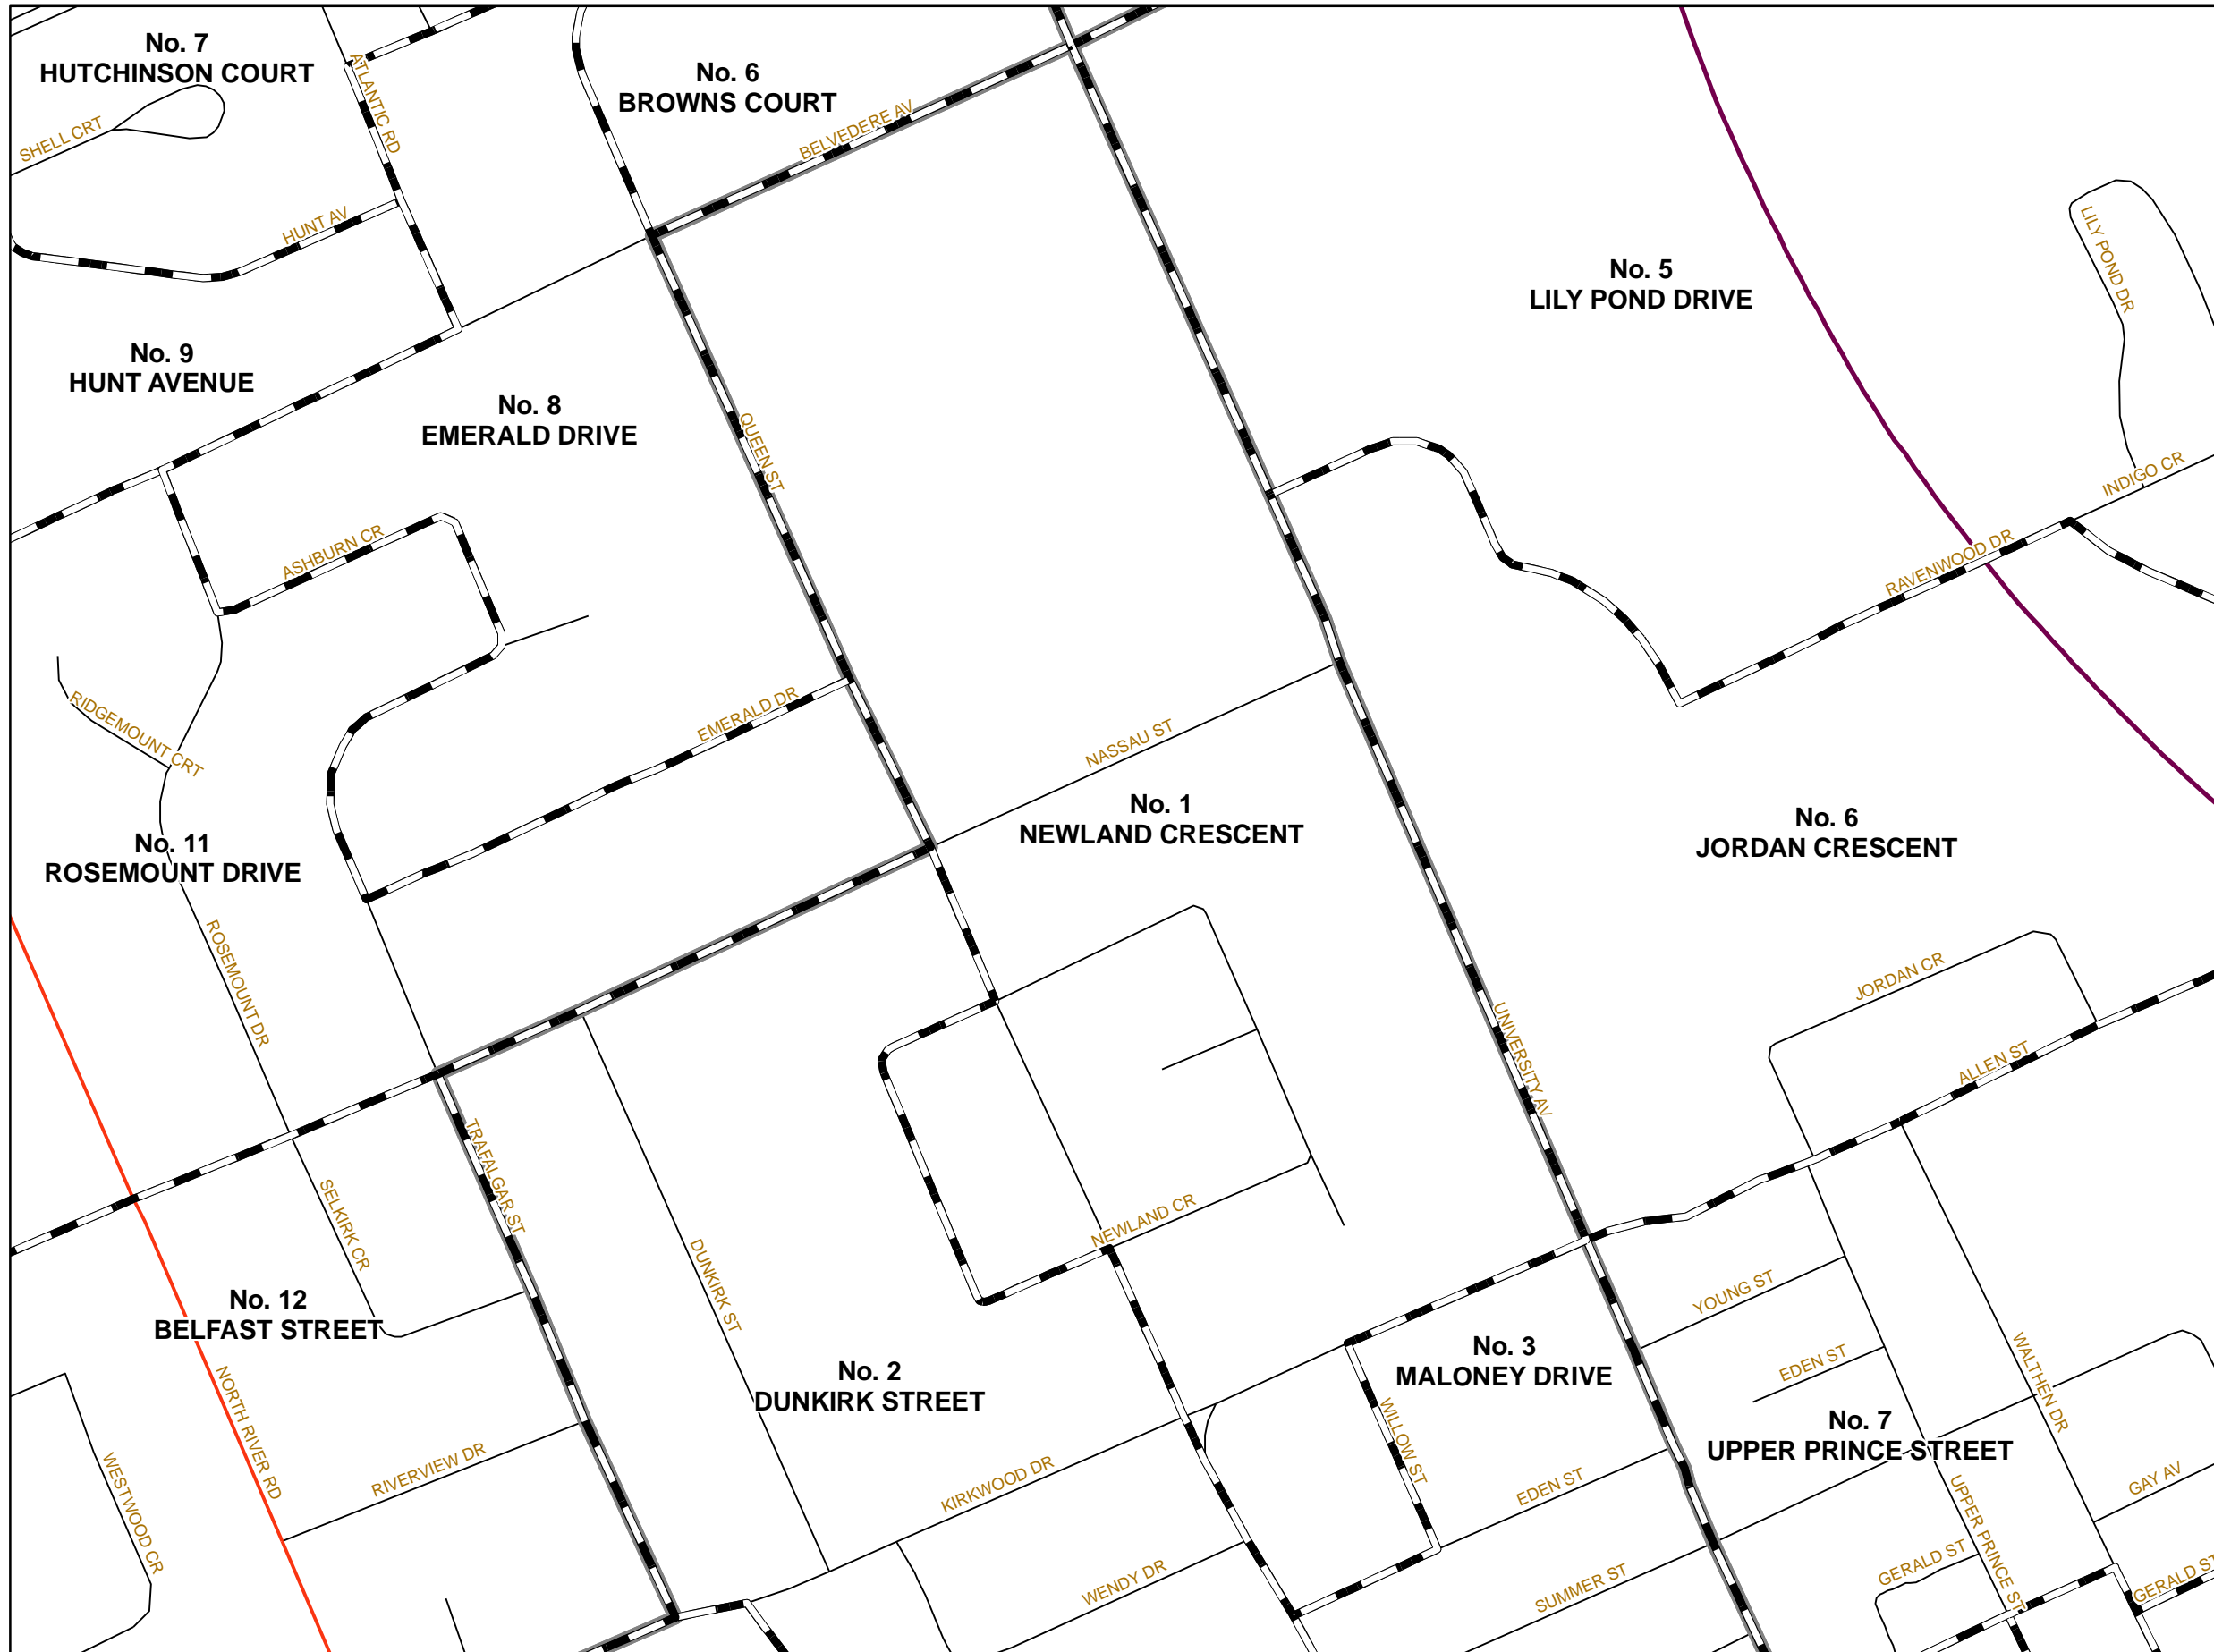 No. 7
HUTCHINSON COURT
SHELL CRT
ATLANTIC RD
HUNT AV
No. 6
BROWNS COURT
BELVEDERE AV
No. 5
LILY POND DRIVE
LILY POND DR
INDIGO CR
RAVENWOOD DR
No. 9
HUNT AVENUE
No. 8
EMERALD DRIVE
QUEEN ST
ASHBURN CR
RIDGEMOUNT CRT
EMERALD DR
NASSAU ST
No. 1
NEWLAND CRESCENT
No. 6
JORDAN CRESCENT
No. 11
ROSEMOUNT DRIVE
ROSEMOUNT DR
JORDAN CR
UNIVERSITY AV
ALLEN ST
TRAFALGAR ST
SELKIRK CR
NEWLAND CR
DUNKIRK ST
No. 12
BELFAST STREET
YOUNG ST
No. 3
MALONEY DRIVE
EDEN ST
WALTHEN DR
No. 2
DUNKIRK STREET
WILLOW ST
No. 7
UPPER PRINCE STREET
NORTH RIVER RD
WESTWOOD CR
RIVERVIEW DR
KIRKWOOD DR
EDEN ST
GAY AV
UPPER PRINCE ST
WENDY DR
SUMMER ST
GERALD ST
GERALD ST